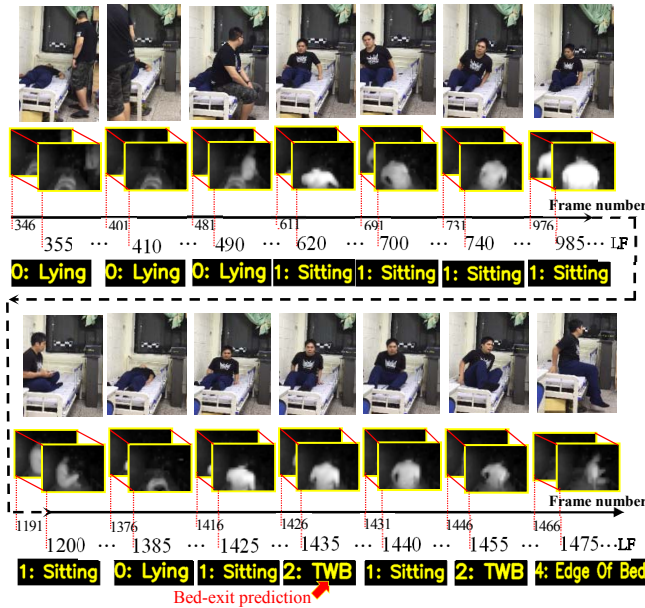 Frame number
346 401 481 611 691 731 976
355 ... 410 ... 490 ... 620 ... 700 ... 740 ... 985 ... LF
0: Lying 0: Lying 0: Lying 1: Sitting 1: Sitting 1: Sitting 1: Sitting
Frame number
1191 1376 1416 1426 1431 1446 1466
1200 ... 1385 ... 1425 ... 1435 ... 1440 ... 1455 ... 1475 ... LF
1: Sitting 0: Lying 1: Sitting 2: TWB 1: Sitting 2: TWB 4: Edge Of Bed
Bed-exit prediction